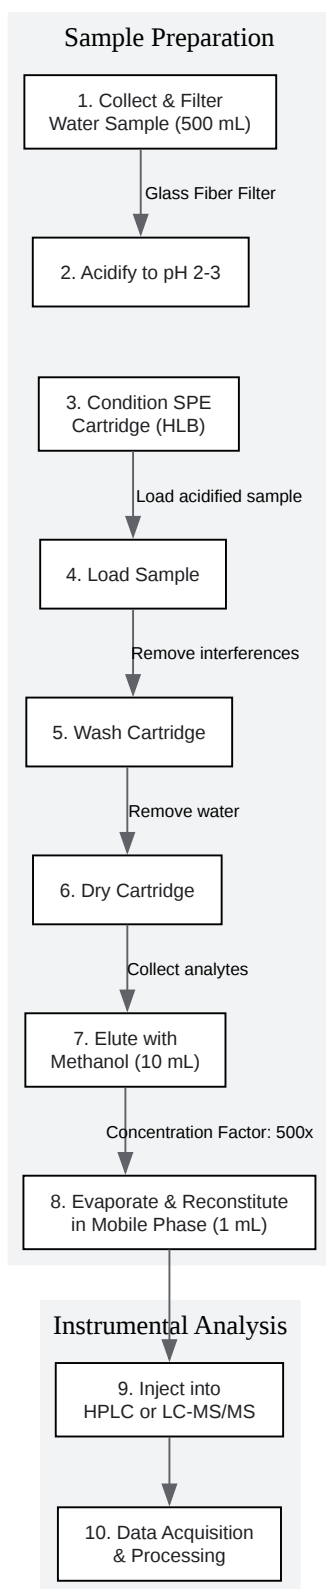 Sample Preparation
1. Collect & Filter
Water Sample (500 mL)
Glass Fiber Filter
2. Acidify to pH 2-3
3. Condition SPE
Cartridge (HLB)
Load acidified sample
4. Load Sample
Remove interferences
5. Wash Cartridge
Remove water
6. Dry Cartridge
Collect analytes
7. Elute with
Methanol (10 mL)
Concentration Factor: 500x
8. Evaporate & Reconstitute
in Mobile Phase (1 mL)
Instrumental Analysis
9. Inject into
HPLC or LC-MS/MS
10. Data Acquisition
& Processing